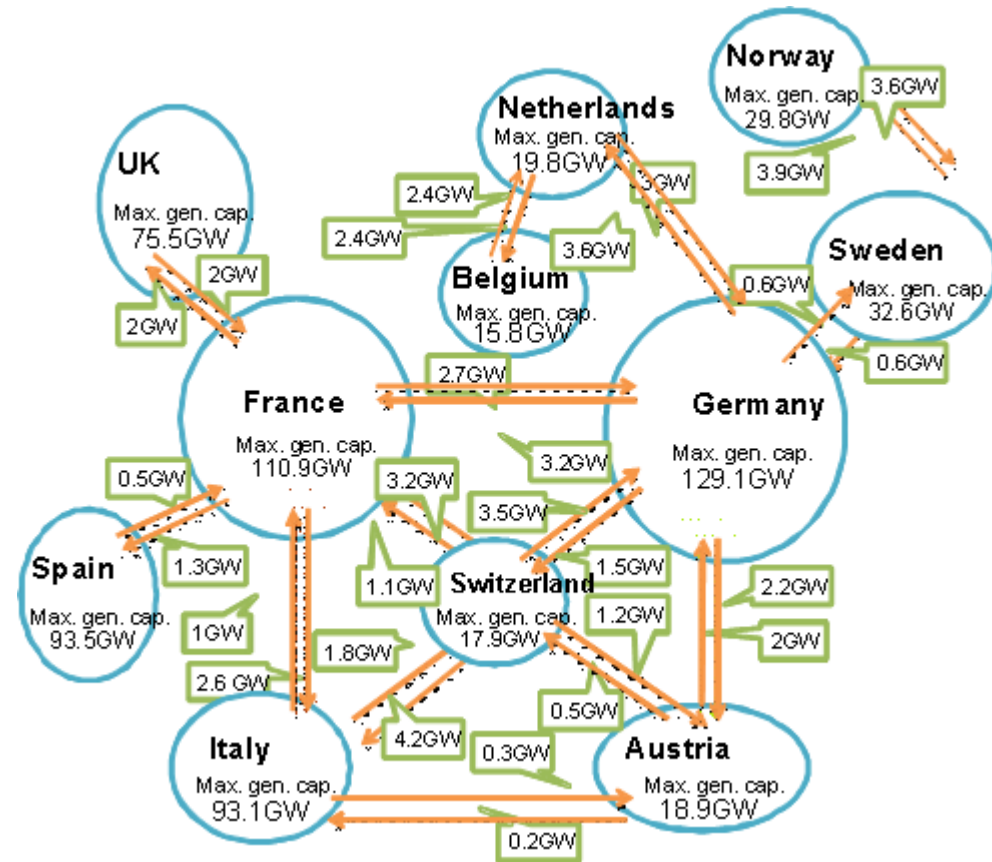 Norway
Max. gen. cap.
29.8GW
3.6GW
3.9GW
Netherlands
Max. gen. cap.
19.8GW
UK
Max. gen. cap.
75.5GW
2GW
2GW
2.4GW
2.4GW
3GW
3.6GW
Belgium
Max. gen. cap.
15.8GW
Sweden
Max. gen. cap.
32.6GW
0.6GW
0.6GW
2.7GW
3.2GW
France
Max. gen. cap.
110.9GW
Germany
Max. gen. cap.
129.1GW
0.5GW
1.3GW
3.2GW
1.1GW
3.5GW
1.5GW
Spain
Max. gen. cap.
93.5GW
Switzerland
Max. gen. cap.
17.9GW
1GW
2.6 GW
1.8GW
4.2GW
1.2GW
0.5GW
2.2GW
2GW
Italy
Max. gen. cap.
93.1GW
0.3GW
0.2GW
Austria
Max. gen. cap.
18.9GW